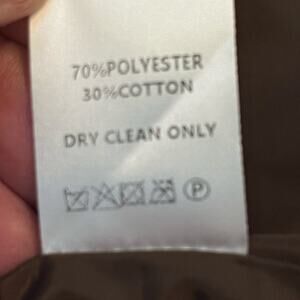 70%POLYESTER
30%COTTON
DRY CLEAN ONLY
P